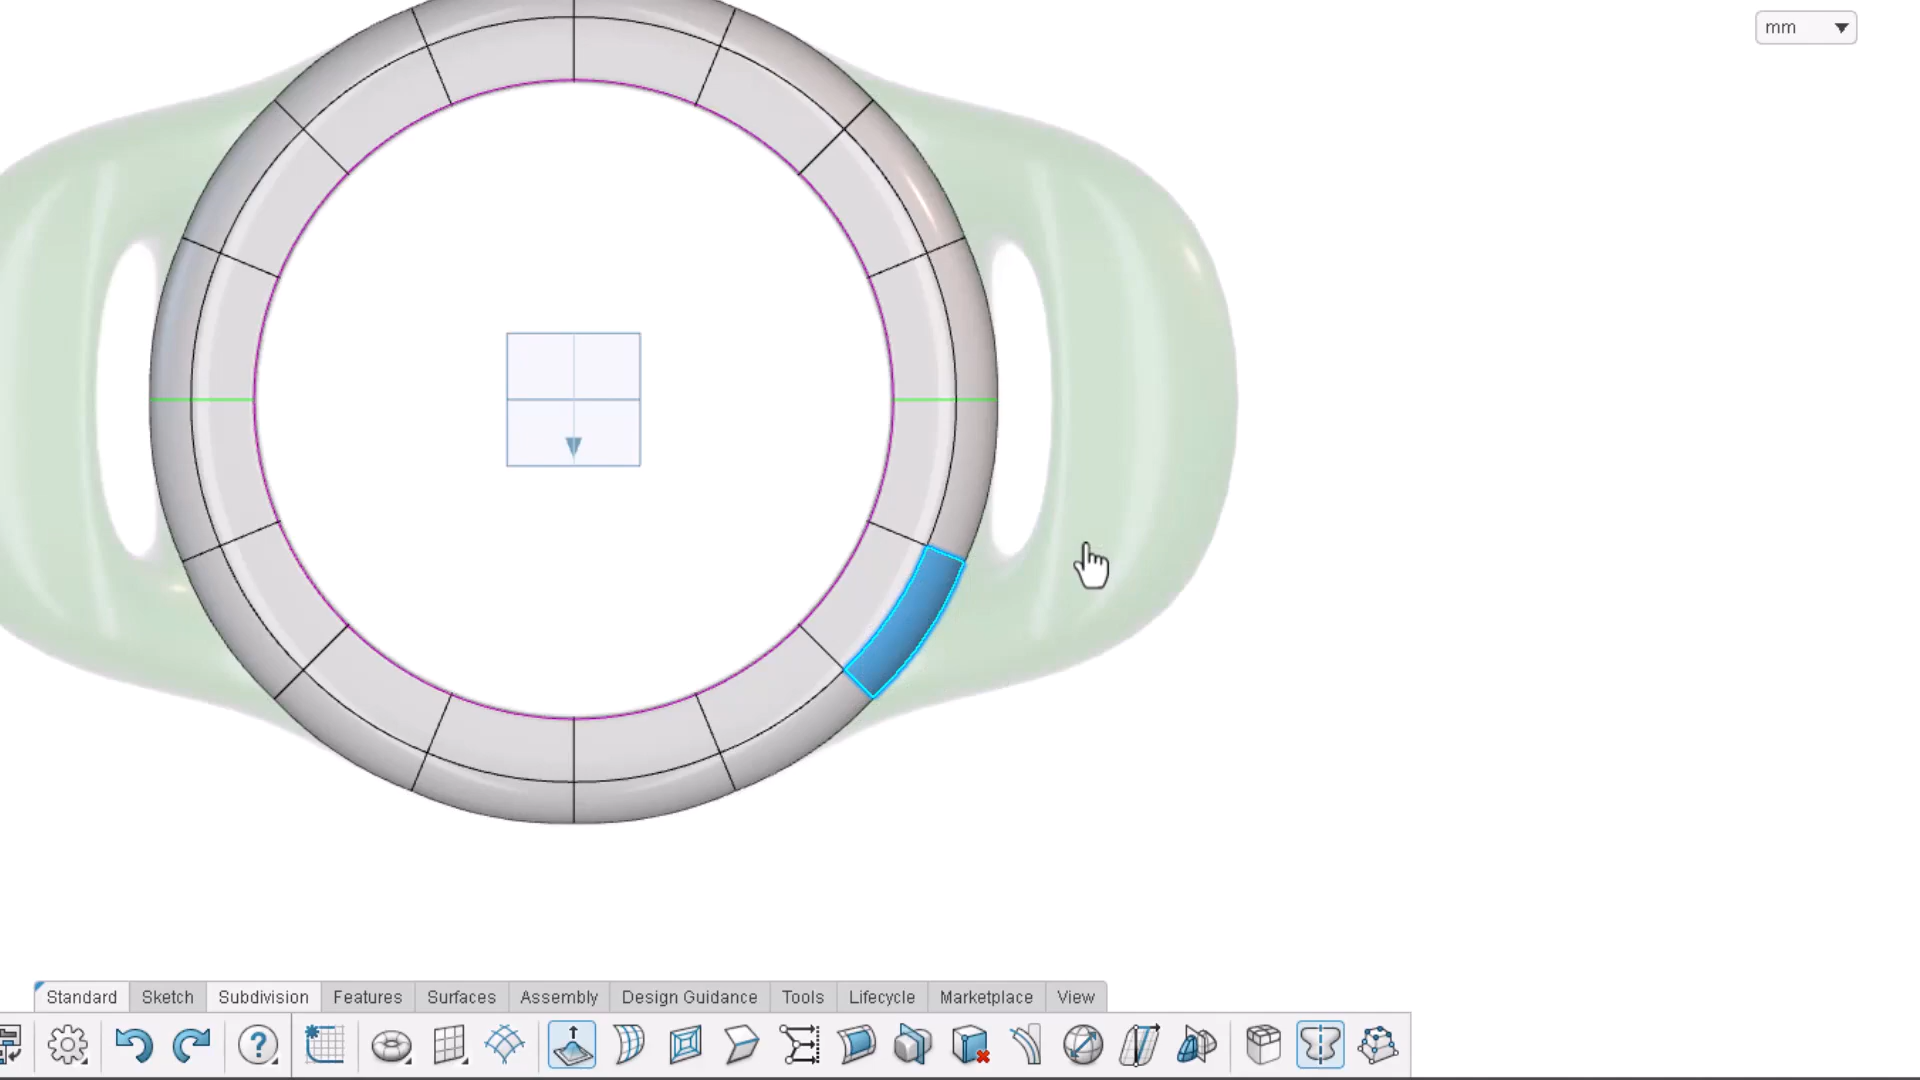 mm
Standard Sketch Subdivision Features Surfaces Assembly Design Guidance Tools Lifecycle Marketplace View
?